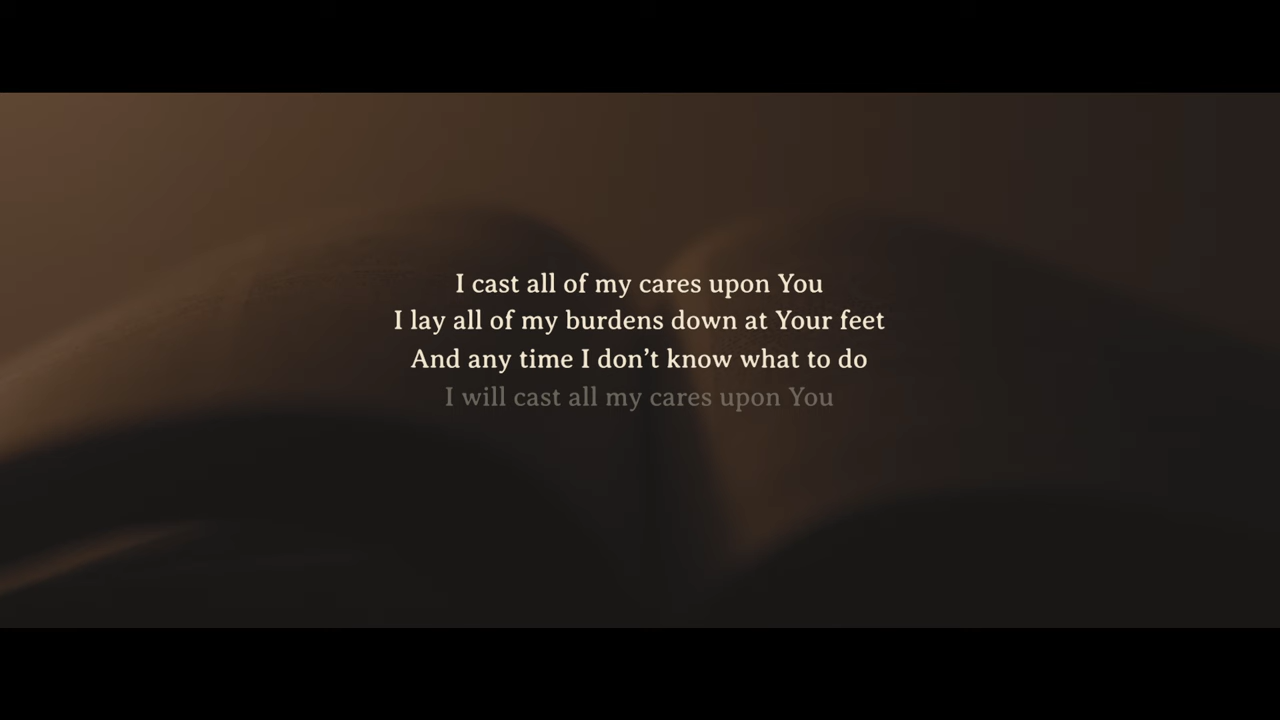 I cast all of my cares upon You
I lay all of my burdens down at Your feet
And any time I don’t know what to do
I will cast all my cares upon You